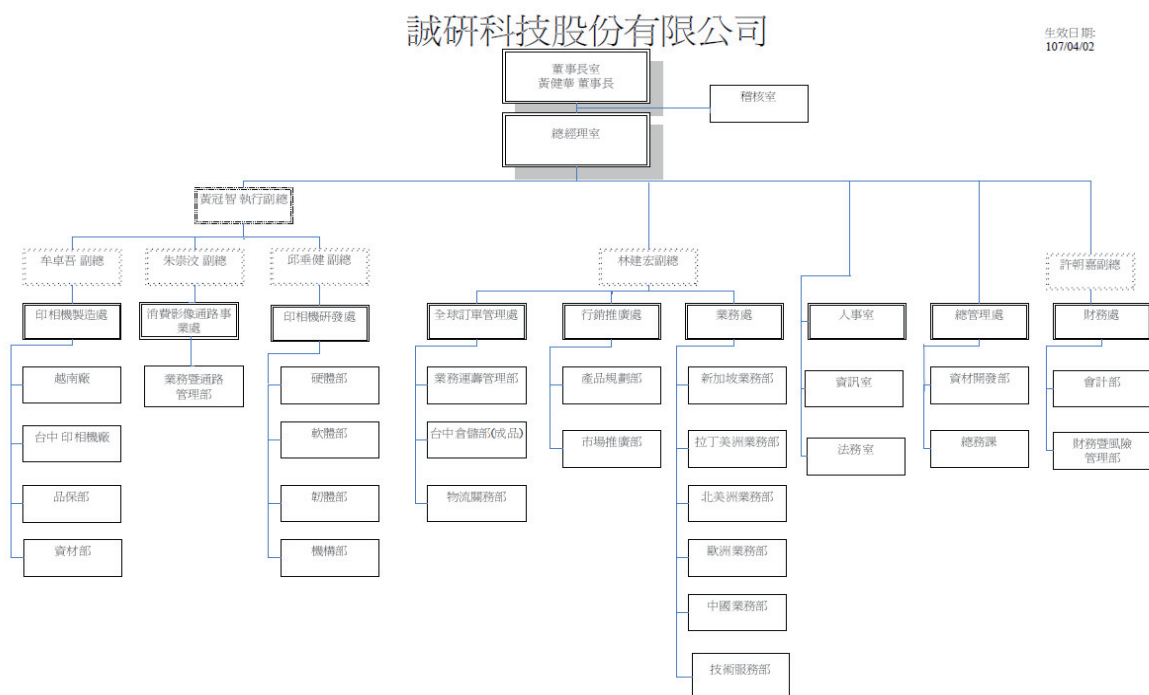 誠研科技股份有限公司
生效日期:
107/04/02
董事長室
黃健華 董事長
稽核室
總經理室
黃冠智 執行副總
牟卓吾 副總
朱崇汶 副總
邱垂健 副總
林建宏副總
許朝嘉副總
印相機製造處
消費影像通路事
業處
印相機研發處
全球訂單管理處
行銷推廣處
業務處
人事室
總管理處
財務處
越南廠
業務暨通路
管理部
硬體部
業務運籌管理部
產品規劃部
新加坡業務部
資訊室
資材開發部
會計部
台中 印相機廠
軟體部
台中倉儲部(成品)
市場推廣部
拉丁美洲業務部
法務室
總務課
財務暨風險
管理部
品保部
韌體部
物流關務部
北美洲業務部
資材部
機構部
歐洲業務部
中國業務部
技術服務部